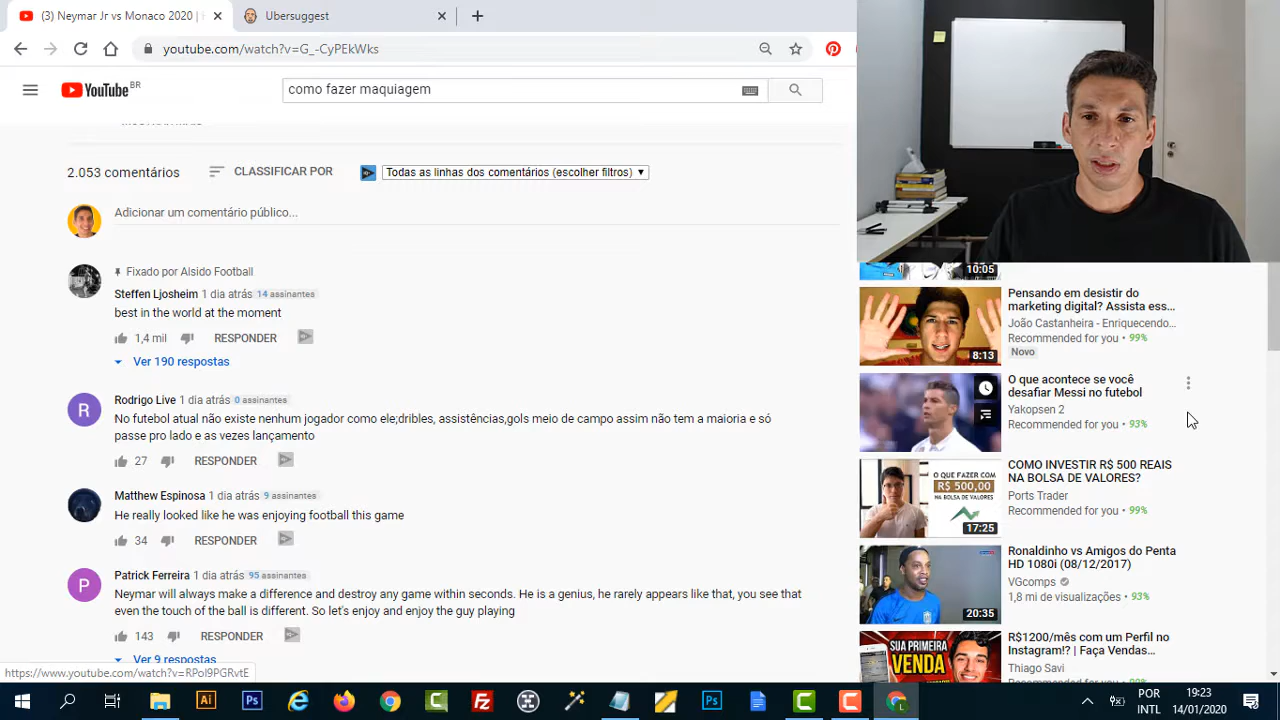 (3) Neymar Jr vs Monaco 2020 |
Ubersuggest
youtube.com/watch?v=G_-CyPEkWks
YouTube BR
como fazer maquiagem
2.053 comentários
CLASSIFICAR POR
Todas as linhas dos comentários (escolher filtros)
Adicionar um comentário público...
Fixado por Alsido Football
Steffen Ljosheim 1 dia atrás 14 assinantes
best in the world at the moment
1,4 mil
RESPONDER
Ver 190 respostas
Rodrigo Live 1 dia atrás 0 assinantes
R
No futebol atual não existe nenhum jogador como ele;dribles, assistências,gols mero de campo assim não tem a maioria e só
passe pro lado e as vezes lançamento
27
RESPONDER
Matthew Espinosa 1 dia atrás 9 assinantes
He really looked like he was enjoying football this game
34
RESPONDER
Patrick Ferreira 1 dia atrás 95 assinantes
P
Neymar will always make a difference and destroy any game within seconds. He is a genius, he rarely appears like that, you see that
even the touch of the ball is different. So let's enjoy and enjoy the guy playing
143
RESPONDER
Ver 9 respostas
10:05
Pensando em desistir do
marketing digital? Assista ess...
João Castanheira - Enriquecendo...
Recommended for you • 99%
Novo
8:13
O que acontece se você
desafiar Messi no futebol
Yakopsen 2
Recommended for you • 93%
COMO INVESTIR R$ 500 REAIS
NA BOLSA DE VALORES?
Ports Trader
Recommended for you • 99%
O QUE FAZER COM
R$ 500,00
NA BOLSA DE VALORES
17:25
Ronaldinho vs Amigos do Penta
HD 1080i (08/12/2017)
VGcomps
1,8 mi de visualizações • 93%
20:35
R$1200/mês com um Perfil no
Instagram!? | Faça Vendas...
Thiago Savi
SUA PRIMEIRA
VENDA
Ai
Ps
Ps
POR
INTL
19:23
14/01/2020